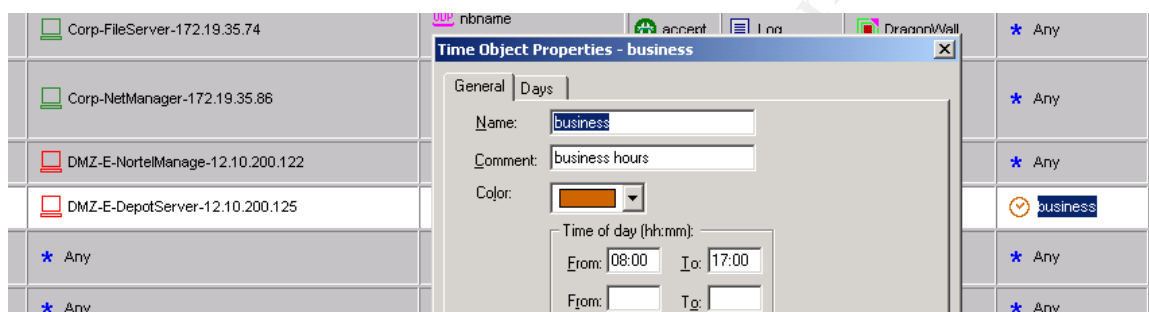 Corp-FileServer-172.19.35.74
UDP nbname
accept
Log
DragonWall
* Any
Time Object Properties - business
General
Days
Corp-NetManager-172.19.35.86
* Any
Name: business
Comment: business hours
DMZ-E-NortelManage-12.10.200.122
* Any
Color:
DMZ-E-DepotServer-12.10.200.125
business
Time of day (hh:mm):
* Any
From: 08:00 To: 17:00
* Any
From: To:
* Any
* Any